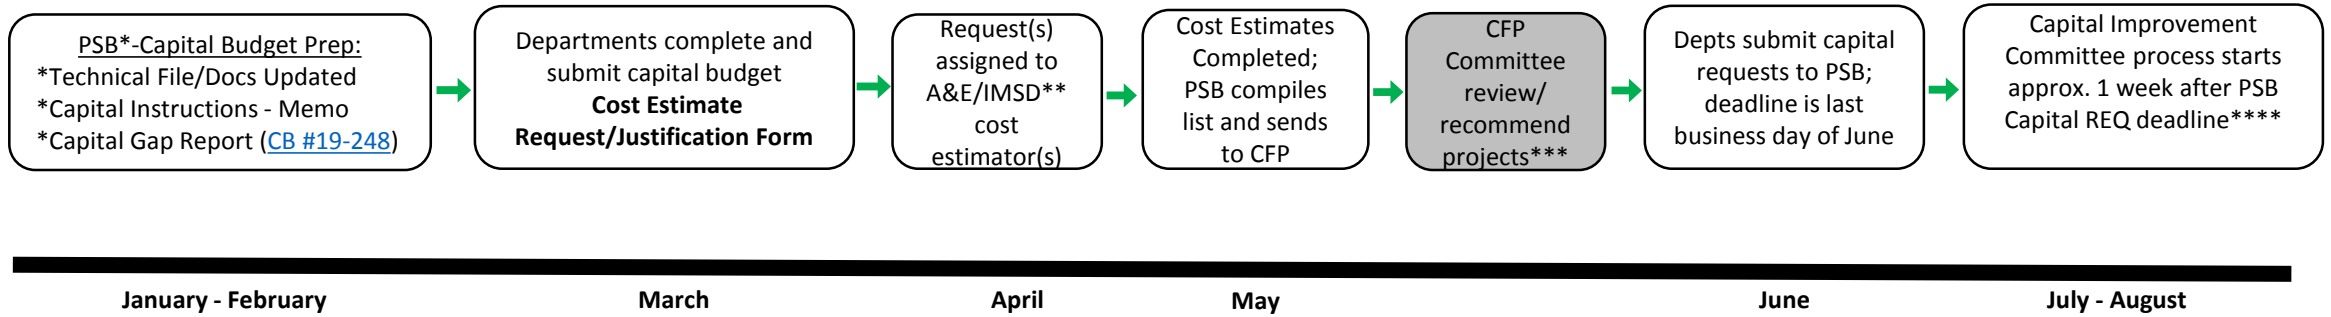 PSB*-Capital Budget Prep:
*Technical File/Docs Updated
*Capital Instructions - Memo
*Capital Gap Report (CB #19-248)
Departments complete and
submit capital budget
Cost Estimate
Request/Justification Form
Request(s)
assigned to
A&E/IMSD**
cost
estimator(s)
Cost Estimates
Completed;
PSB compiles
list and sends
to CFP
CFP
Committee
review/
recommend
projects***
Depts submit capital
requests to PSB;
deadline is last
business day of June
Capital Improvement
Committee process starts
approx. 1 week after PSB
Capital REQ deadline****
January - February
March
April
May
June
July - August